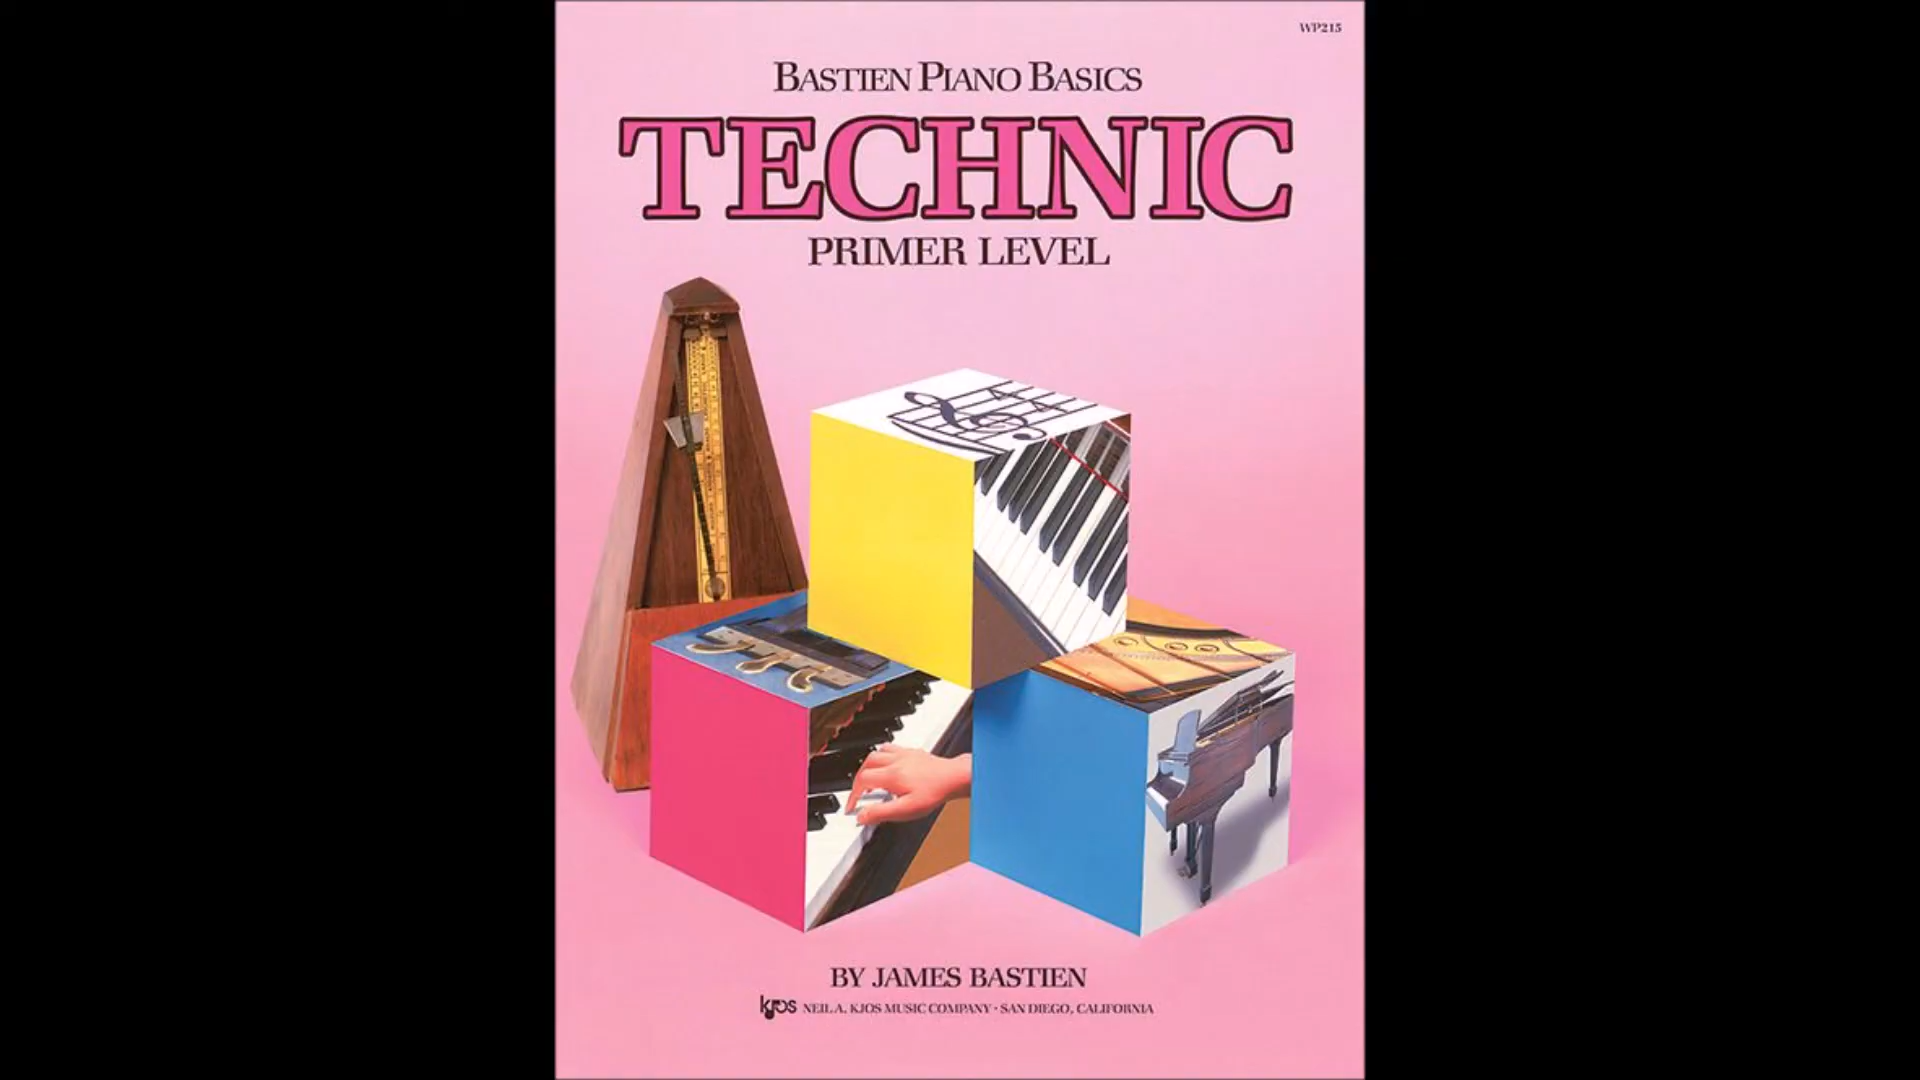 WP215
BASTIEN PIANO BASICS
TECHNIC
PRIMER LEVEL
BY JAMES BASTIEN
KJOS NEIL A. KJOS MUSIC COMPANY • SAN DIEGO, CALIFORNIA